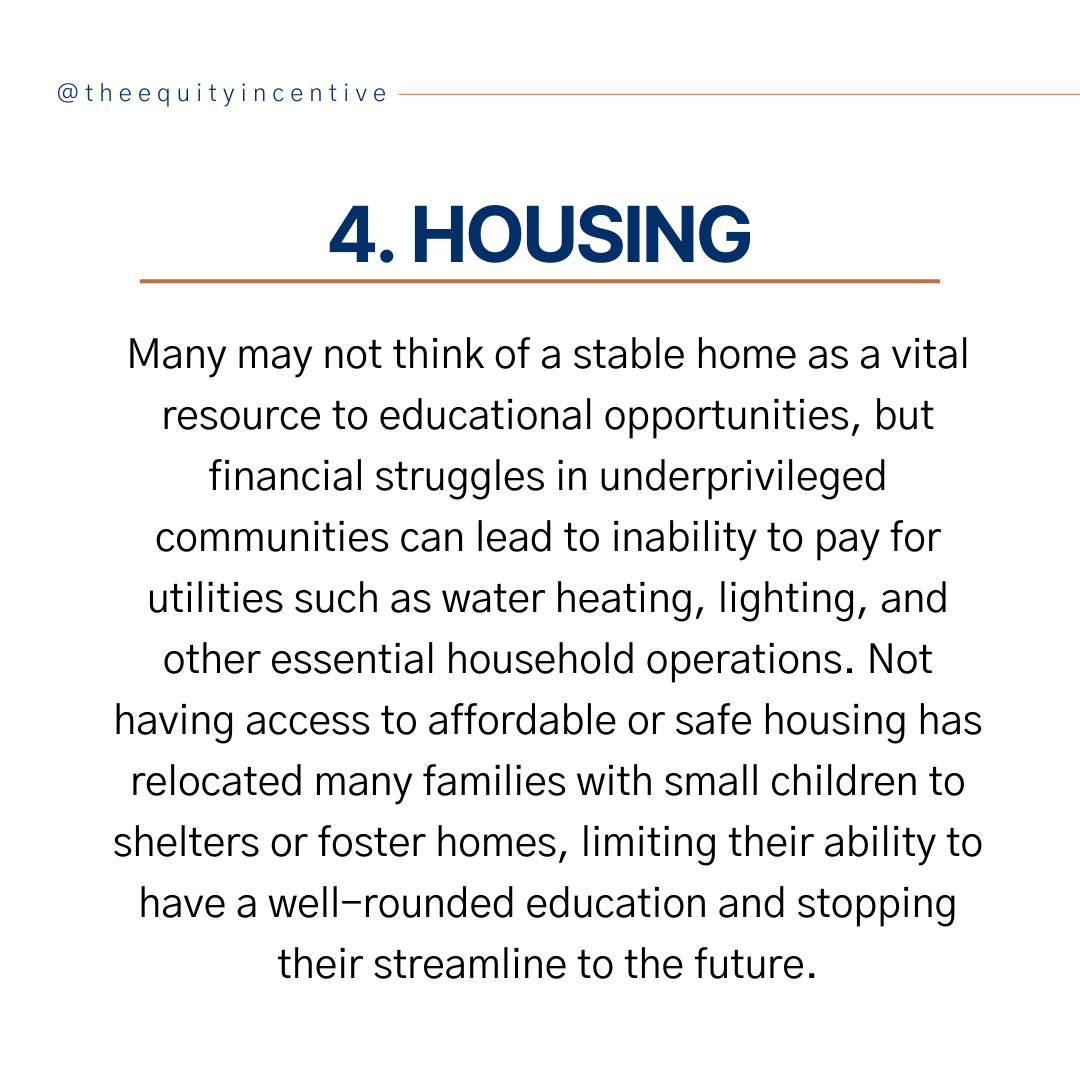 @theequityincentive
4. HOUSING
Many may not think of a stable home as a vital
resource to educational opportunities, but
financial struggles in underprivileged
communities can lead to inability to pay for
utilities such as water heating, lighting, and
other essential household operations. Not
having access to affordable or safe housing has
relocated many families with small children to
shelters or foster homes, limiting their ability to
have a well-rounded education and stopping
their streamline to the future.